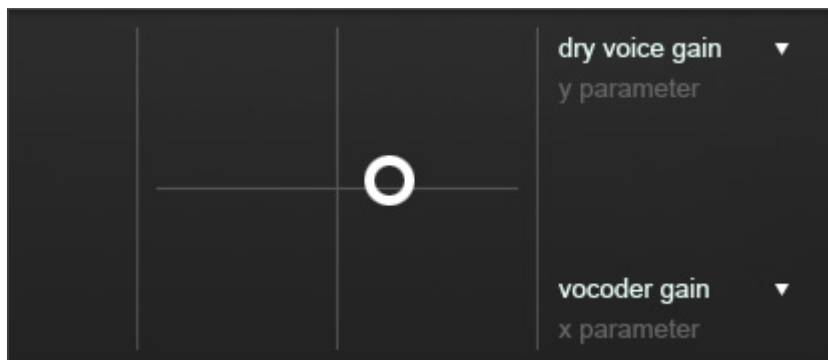 dry voice gain
y parameter
vocoder gain
x parameter